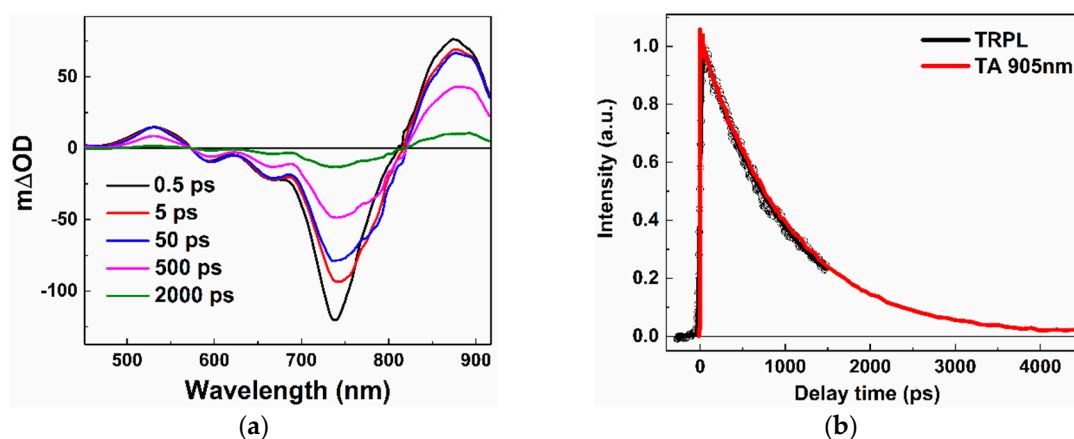 (a)
50
0
-50
-100
mΔOD
0.5 ps
5 ps
50 ps
500 ps
2000 ps
500 600 700 800 900
Wavelength (nm)
(b)
1.0
0.8
0.6
0.4
0.2
0.0
Intensity (a.u.)
TRPL
TA 905nm
0 1000 2000 3000 4000
Delay time (ps)